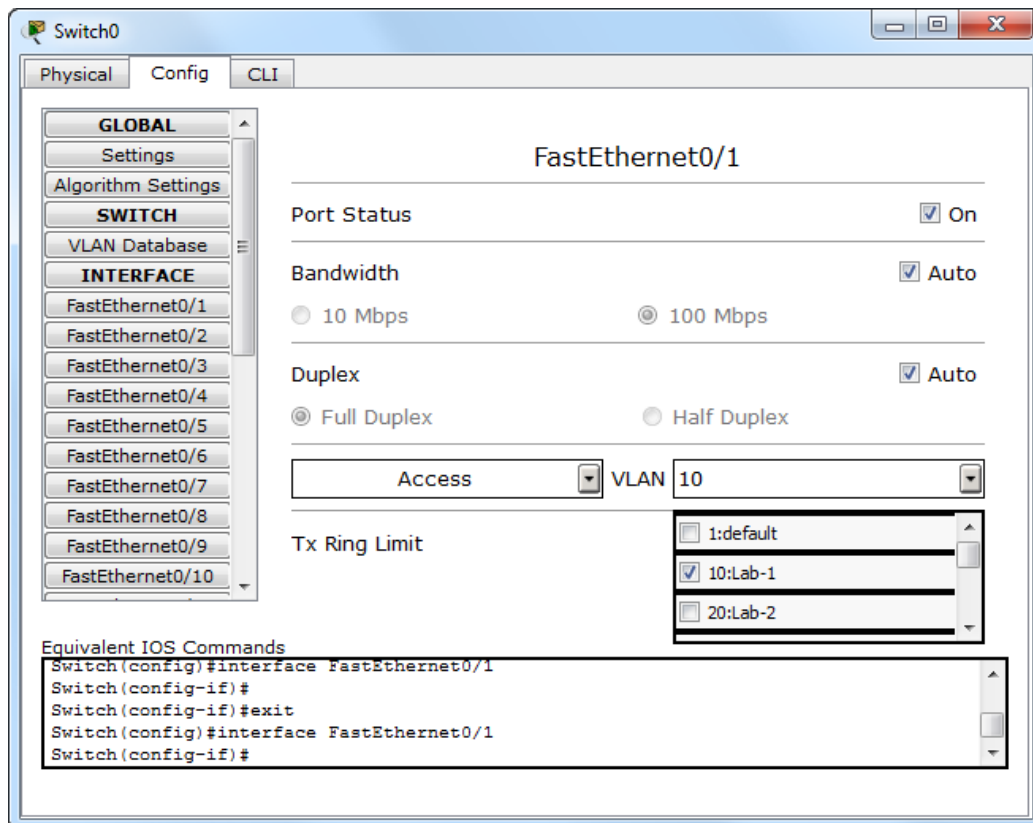 Switch0
Physical Config CLI
GLOBAL
Settings
Algorithm Settings
SWITCH
VLAN Database
INTERFACE
FastEthernet0/1
FastEthernet0/2
FastEthernet0/3
FastEthernet0/4
FastEthernet0/5
FastEthernet0/6
FastEthernet0/7
FastEthernet0/8
FastEthernet0/9
FastEthernet0/10
FastEthernet0/1
Port Status On
Bandwidth Auto
10 Mbps 100 Mbps
Duplex Auto
Full Duplex Half Duplex
Access VLAN 10
Tx Ring Limit
1:default
10:Lab-1
20:Lab-2
Equivalent IOS Commands
Switch(config)#interface FastEthernet0/1
Switch(config-if)#
Switch(config-if)#exit
Switch(config)#interface FastEthernet0/1
Switch(config-if)#